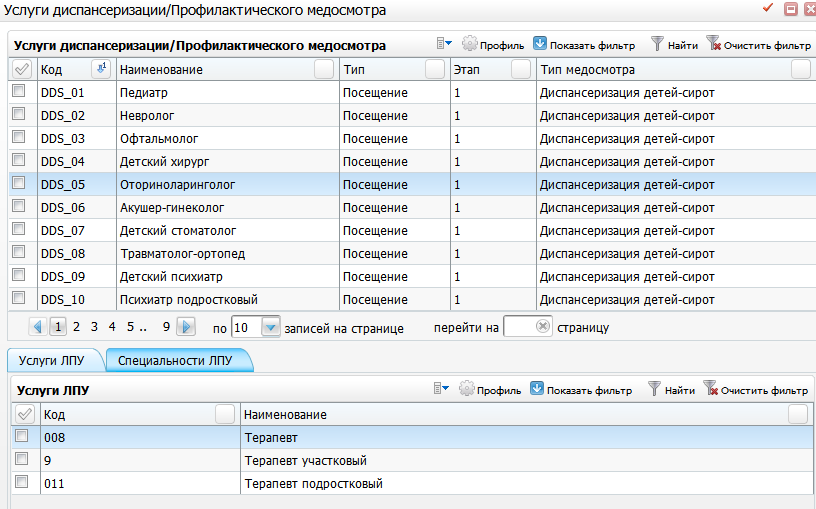 Услуги диспансеризации/Профилактического медосмотра
Услуги диспансеризации/Профилактического медосмотра Профиль Показать фильтр Найти Очистить фильтр
Код Наименование Тип Этап Тип медосмотра
DDS_01 Педиатр Посещение 1 Диспансеризация детей-сирот
DDS_02 Невролог Посещение 1 Диспансеризация детей-сирот
DDS_03 Офтальмолог Посещение 1 Диспансеризация детей-сирот
DDS_04 Детский хирург Посещение 1 Диспансеризация детей-сирот
DDS_05 Оториноларинголог Посещение 1 Диспансеризация детей-сирот
DDS_06 Акушер-гинеколог Посещение 1 Диспансеризация детей-сирот
DDS_07 Детский стоматолог Посещение 1 Диспансеризация детей-сирот
DDS_08 Травматолог-ортопед Посещение 1 Диспансеризация детей-сирот
DDS_09 Детский психиатр Посещение 1 Диспансеризация детей-сирот
DDS_10 Психиатр подростковый Посещение 1 Диспансеризация детей-сирот
1 2 3 4 5 .. 9 по 10 записей на странице перейти на страницу
Услуги ЛПУ Специальности ЛПУ
Услуги ЛПУ Профиль Показать фильтр Найти Очистить фильтр
Код Наименование
008 Терапевт
9 Терапевт участковый
011 Терапевт подростковый